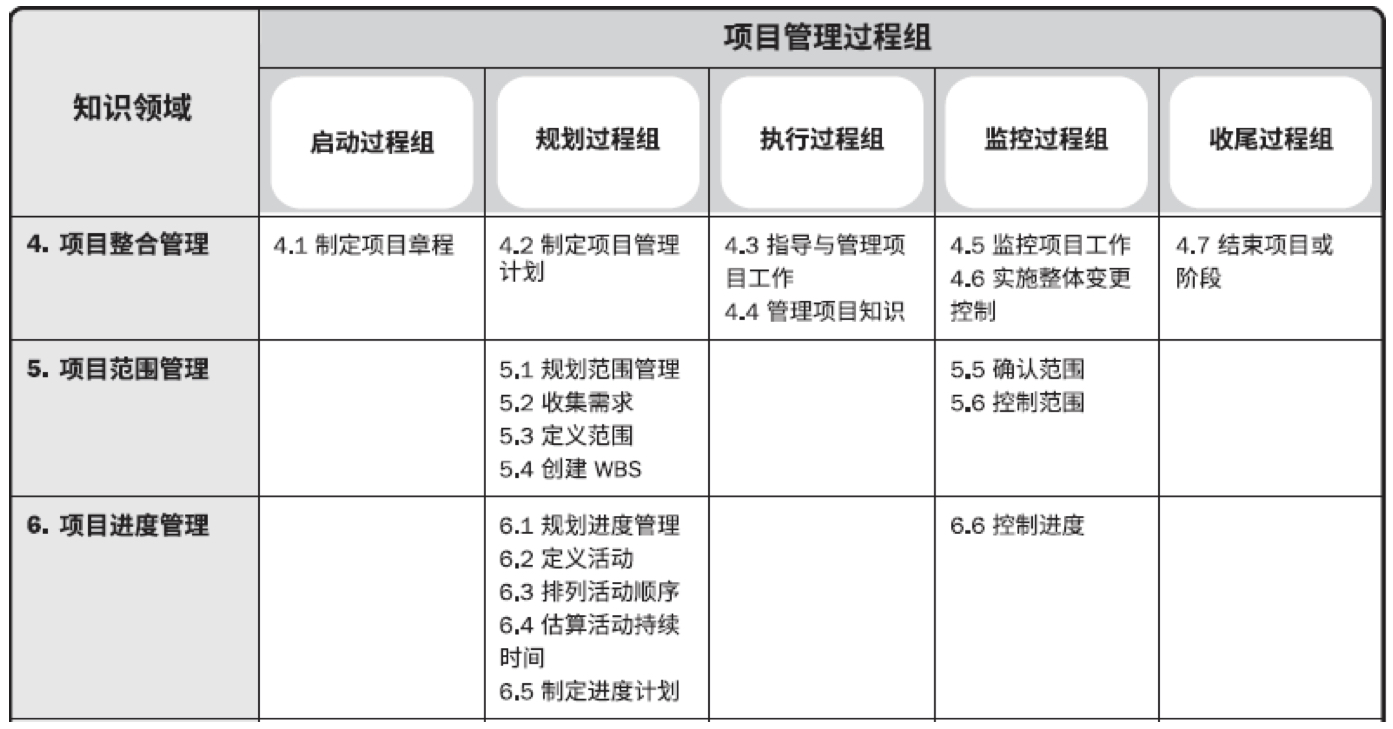 项目管理过程组
知识领域
启动过程组
规划过程组
执行过程组
监控过程组
收尾过程组
4. 项目整合管理
4.1 制定项目章程
4.2 制定项目管理
计划
4.3 指导与管理项
目工作
4.4 管理项目知识
4.5 监控项目工作
4.6 实施整体变更
控制
4.7 结束项目或
阶段
5. 项目范围管理
5.1 规划范围管理
5.2 收集需求
5.3 定义范围
5.4 创建 WBS
5.5 确认范围
5.6 控制范围
6. 项目进度管理
6.1 规划进度管理
6.2 定义活动
6.3 排列活动顺序
6.4 估算活动持续
时间
6.5 制定进度计划
6.6 控制进度